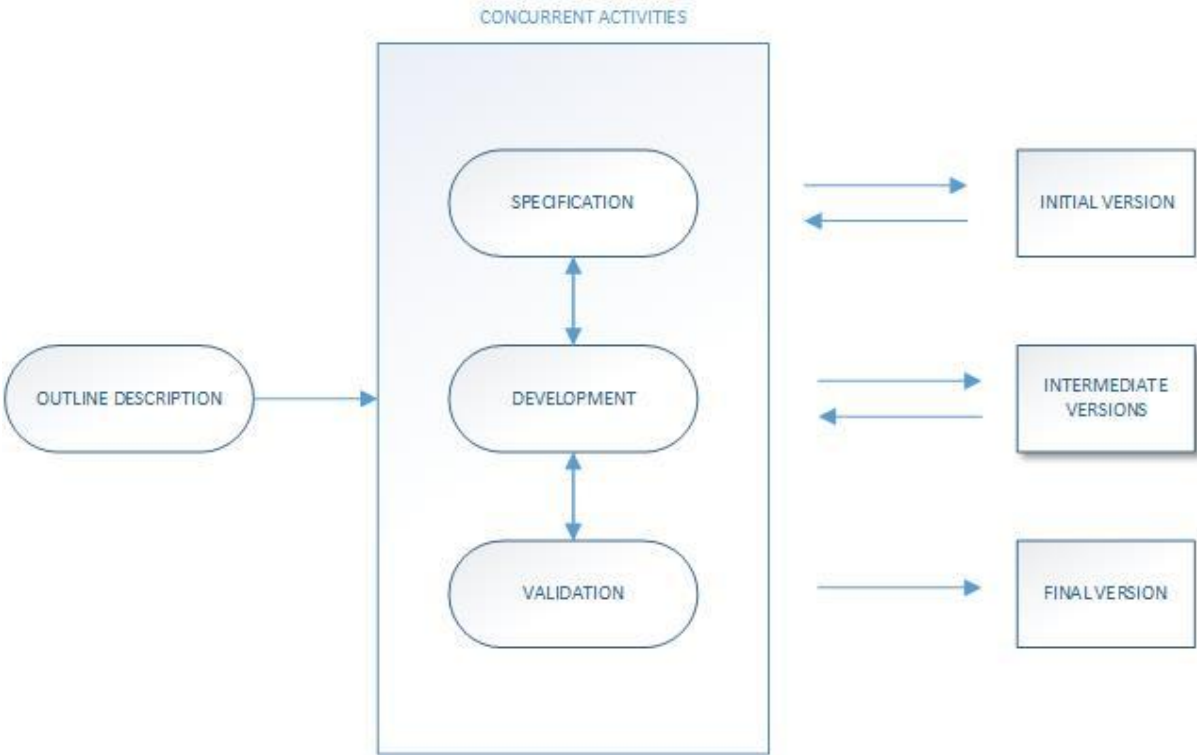 CONCURRENT ACTIVITIES
SPECIFICATION
INITIAL VERSION
OUTLINE DESCRIPTION
DEVELOPMENT
INTERMEDIATE
VERSIONS
VALIDATION
FINAL VERSION